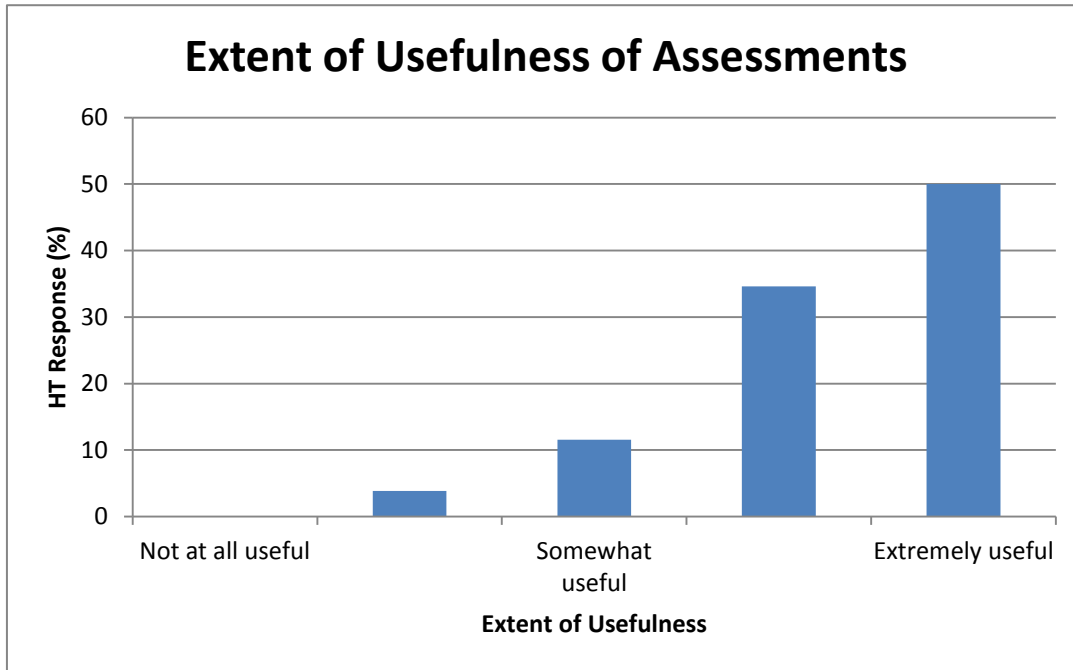 Extent of Usefulness of Assessments
60
50
40
30
20
10
0
HT Response (%)
Not at all useful
Somewhat
useful
Extremely useful
Extent of Usefulness